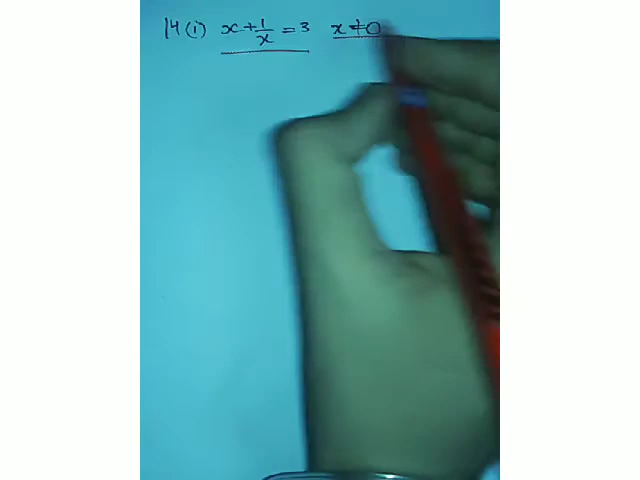 14 (i) x + 1/x = 3 x ≠ 0